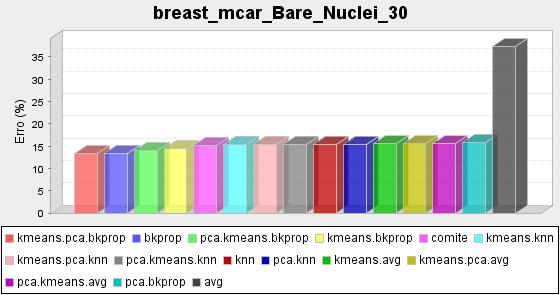 breast_mcar_Bare_Nuclei_30
Erro (%)
35
30
25
20
15
10
5
0
kmeans.pca.bkprop bkprop pca.kmeans.bkprop kmeans.bkprop comite kmeans.knn
kmeans.pca.knn pca.kmeans.knn knn pca.knn kmeans.avg kmeans.pca.avg
pca.kmeans.avg pca.bkprop avg